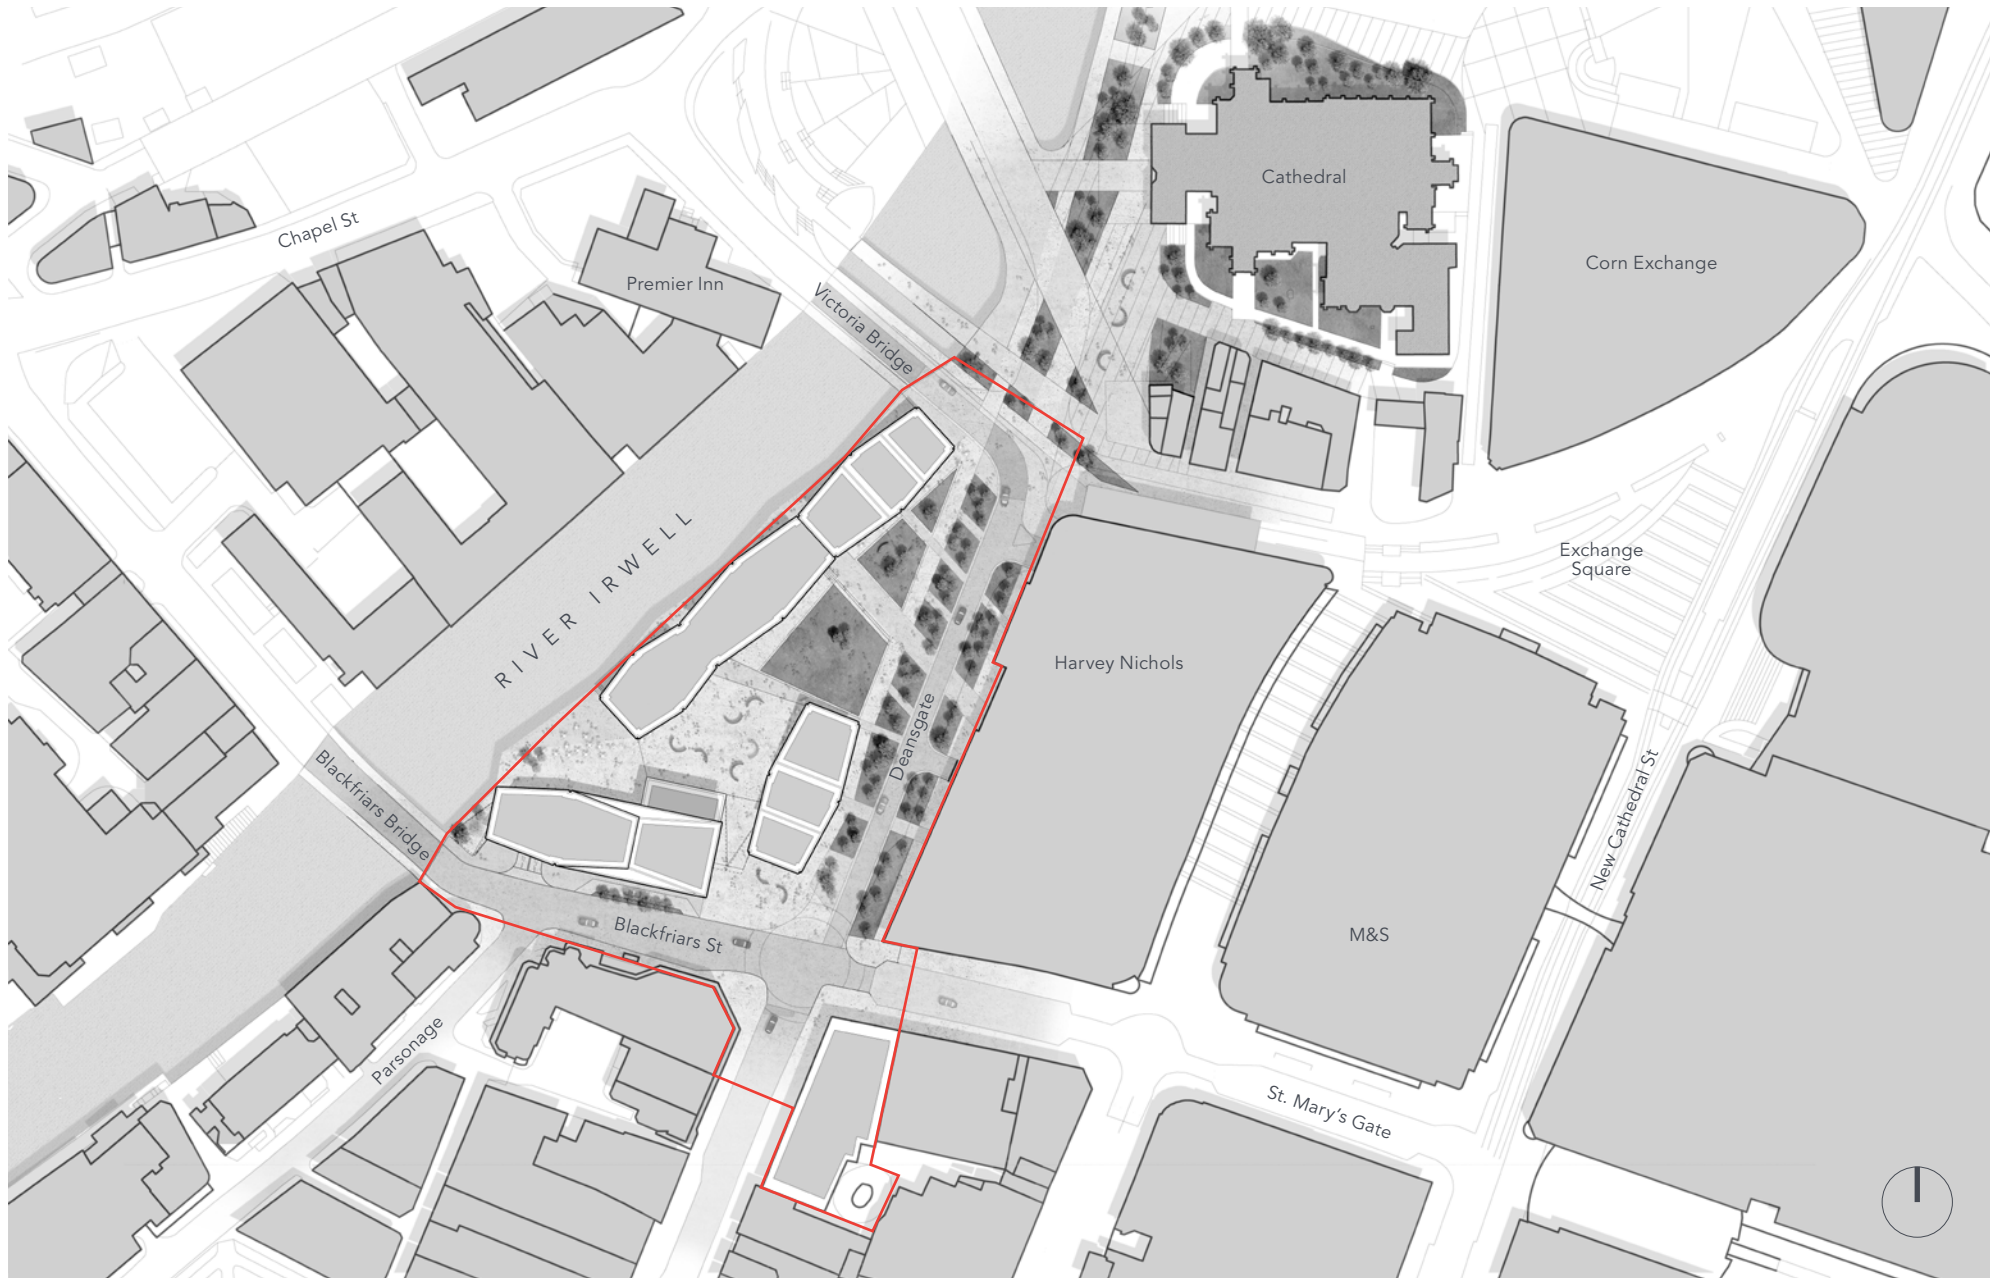 Cathedral
Chapel St
Corn Exchange
Premier Inn
Victoria Bridge
RIVER IRWELL
Exchange
Square
Harvey Nichols
Deansgate
Blackfriars Bridge
New Cathedral St
Blackfriars St
M&S
Parsonage
St. Mary's Gate